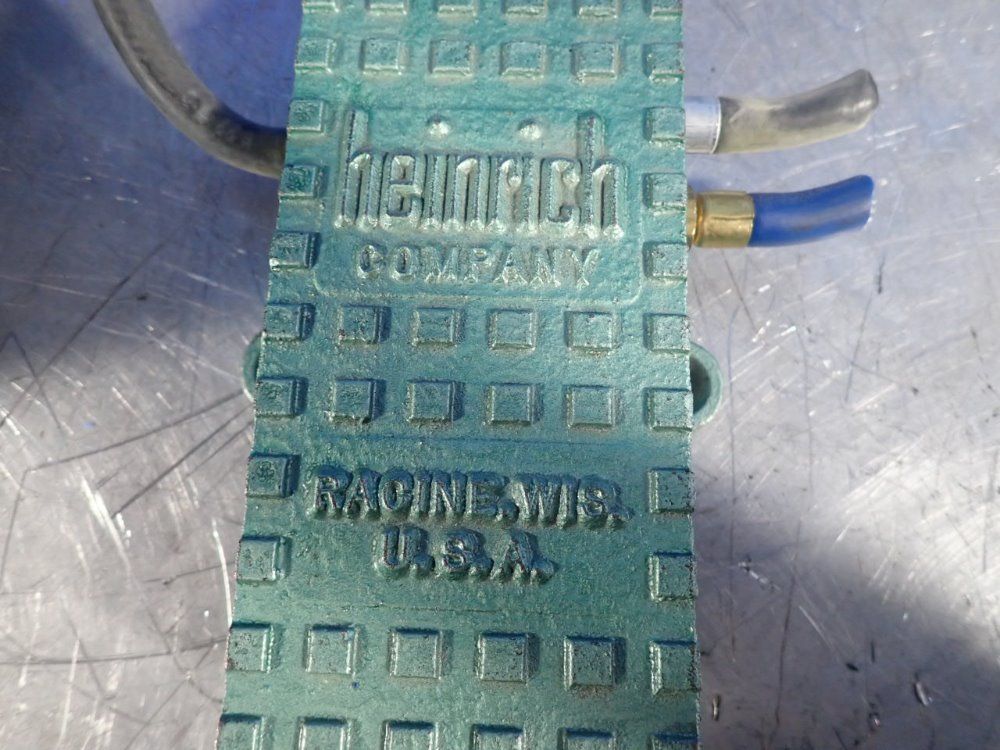 heinrich
COMPANY
RACINE, WIS.
U.S.A.